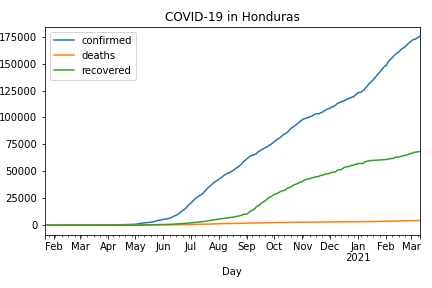 COVID-19 in Honduras
confirmed
deaths
recovered
175000
150000
125000
100000
75000
50000
25000
0
Feb Mar Apr May Jun Jul Aug Sep Oct Nov Dec Jan Feb Mar
2021
Day